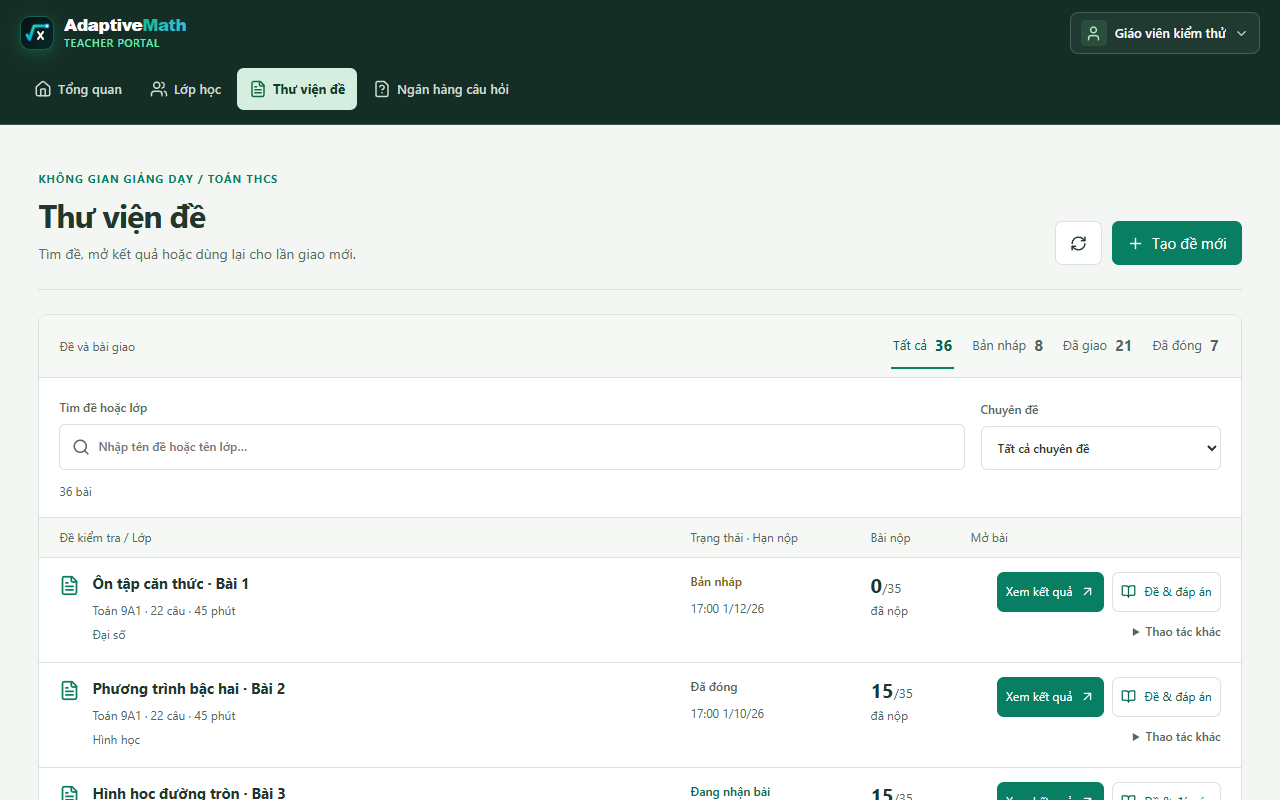 AdaptiveMath
TEACHER PORTAL
Giáo viên kiểm thử
Tổng quan
Lớp học
Thư viện đề
Ngân hàng câu hỏi
KHÔNG GIAN GIẢNG DẠY / TOÁN THCS
Thư viện đề
Tìm đề, mở kết quả hoặc dùng lại cho lần giao mới.
Tạo đề mới
Đề và bài giao
Tất cả 36
Bản nháp 8
Đã giao 21
Đã đóng 7
Tìm đề hoặc lớp
Nhập tên đề hoặc tên lớp...
Chuyên đề
Tất cả chuyên đề
36 bài
Đề kiểm tra / Lớp
Trạng thái · Hạn nộp
Bài nộp
Mở bài
Ôn tập căn thức · Bài 1
Toán 9A1 · 22 câu · 45 phút
Đại số
Bản nháp
17:00 1/12/26
0/35
đã nộp
Xem kết quả
Đề & đáp án
Thao tác khác
Phương trình bậc hai · Bài 2
Toán 9A1 · 22 câu · 45 phút
Hình học
Đã đóng
17:00 1/10/26
15/35
đã nộp
Xem kết quả
Đề & đáp án
Thao tác khác
Hình học đường tròn · Bài 3
Đang nhận bài
15/35
Xem kết quả
Đề & đáp án